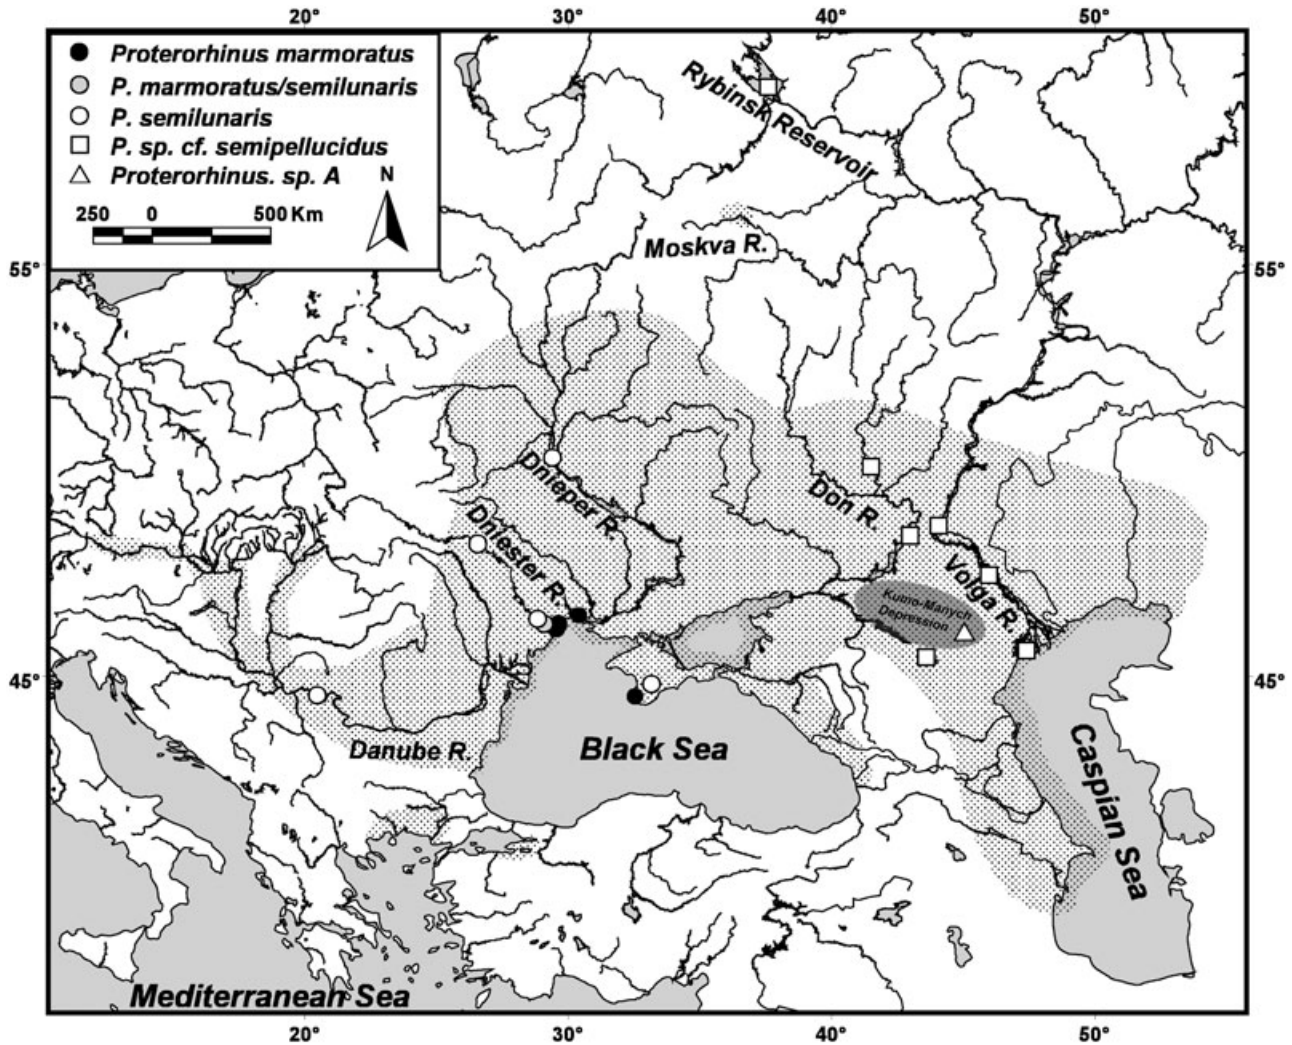 20° 30° 40° 50°
Proterorhinus marmoratus
P. marmoratus/semilunaris
P. semilunaris
P. sp. cf. semipellucidus
Proterorhinus. sp. A
N
250 0 500 Km
Rybinsk Reservoir
Moskva R.
55° 55°
Dnieper R.
Don R.
Dniester R.
Volga R.
Kumo-Manych
Depression
45° 45°
Danube R.
Black Sea
Caspian Sea
Mediterranean Sea
20° 30° 40° 50°